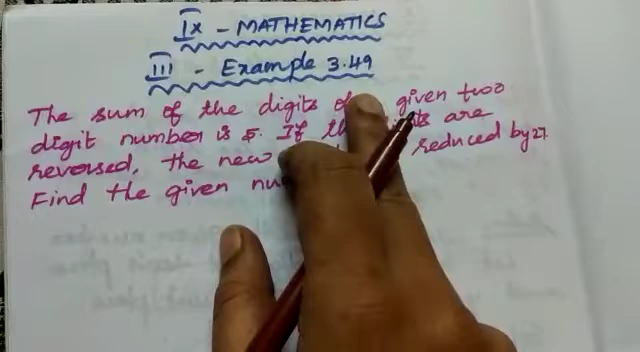 IX - MATHEMATICS
III - Example 3.49
The sum of the digits of given two
digit number is 5. If the are
reversed, the new reduced by 27.
Find the given